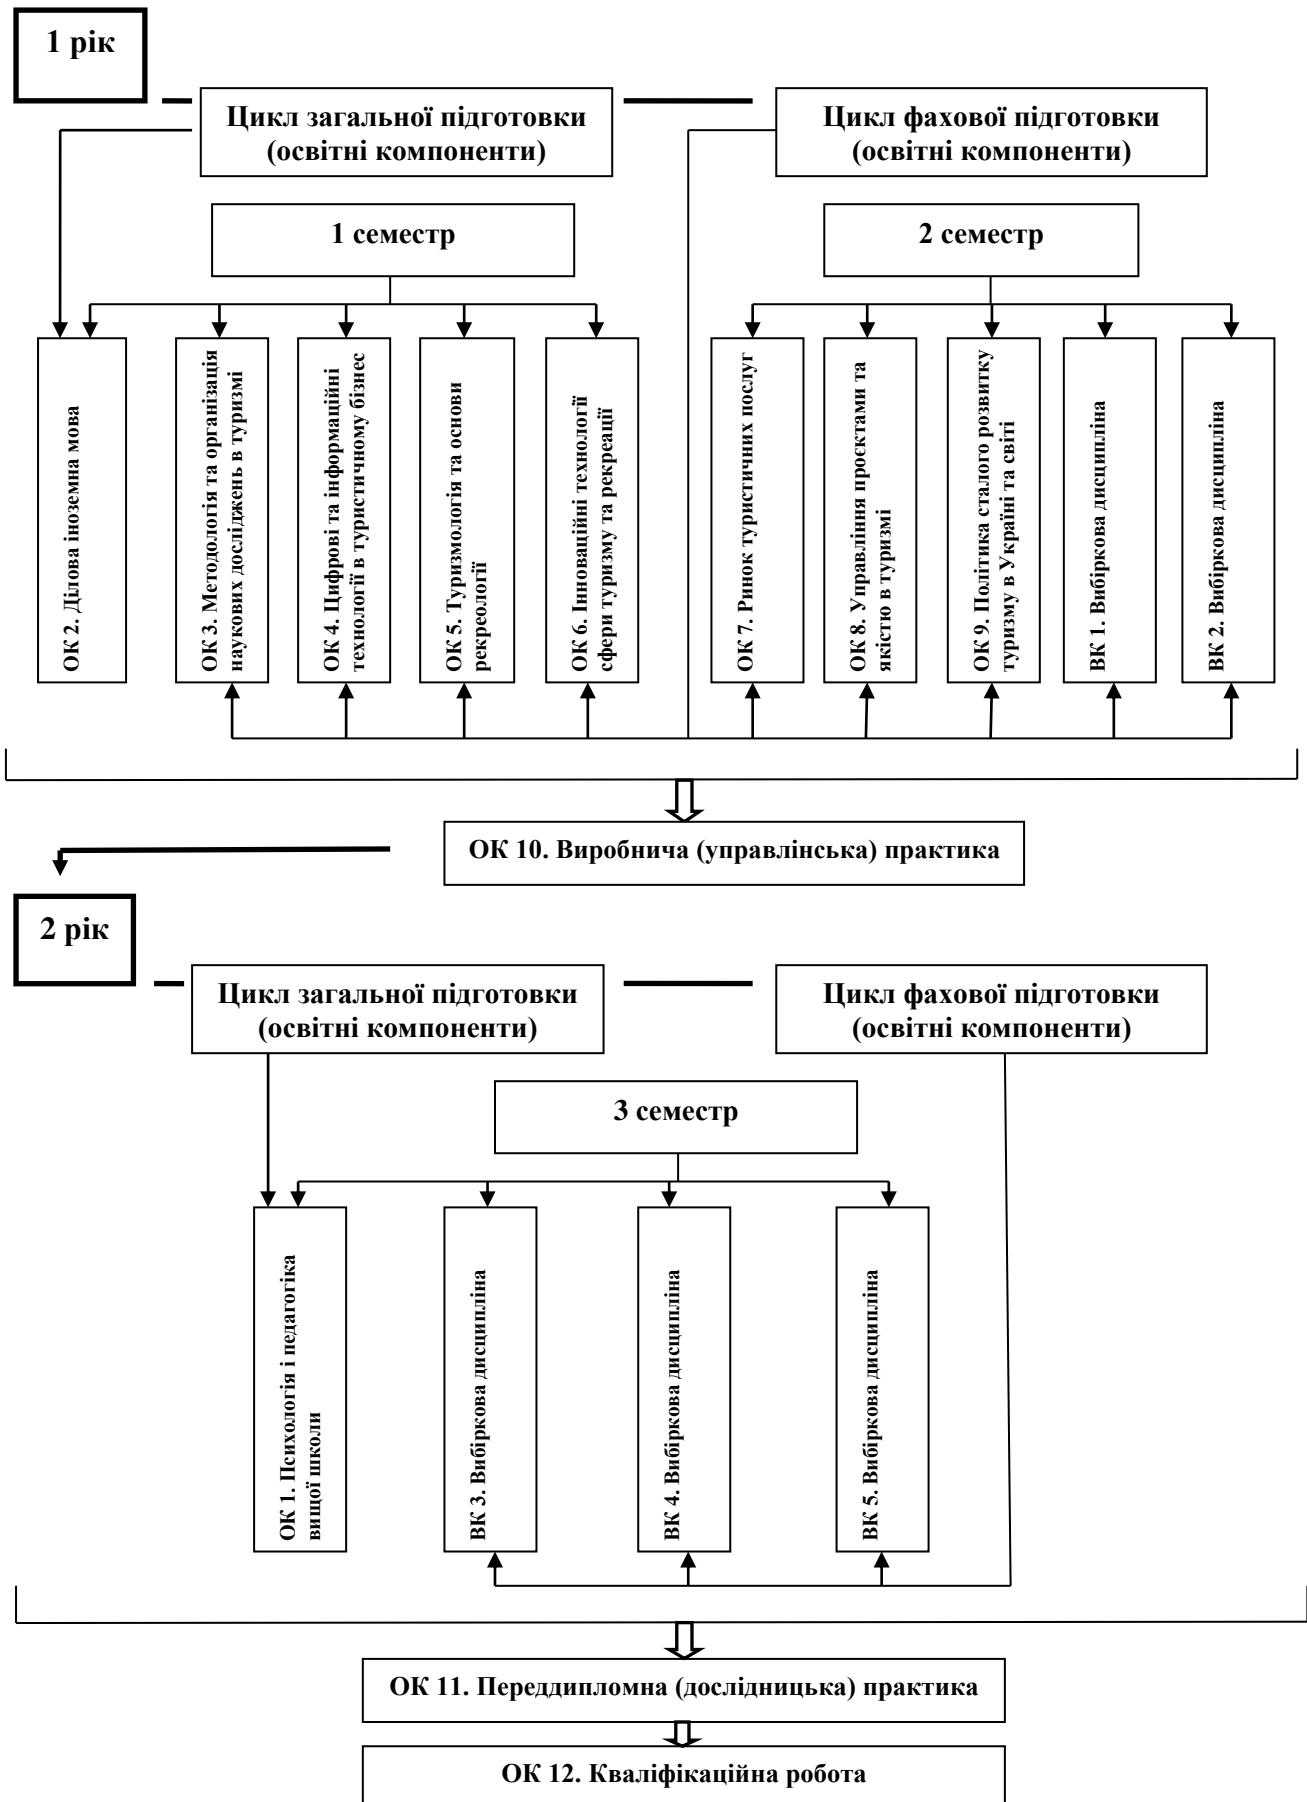 1 рік
Цикл загальної підготовки
(освітні компоненти)
Цикл фахової підготовки
(освітні компоненти)
1 семестр
2 семестр
ОК 2. Ділова іноземна мова
ОК 3. Методологія та організація
наукових досліджень в туризмі
ОК 4. Цифрові та інформаційні
технології в туристичному бізнес
ОК 5. Туризмологія та основи
рекреології
ОК 6. Інноваційні технології
сфери туризму та рекреації
ОК 7. Ринок туристичних послуг
ОК 8. Управління проєктами та
якістю в туризмі
ОК 9. Політика сталого розвитку
туризму в Україні та світі
ВК 1. Вибіркова дисципліна
ВК 2. Вибіркова дисципліна
ОК 10. Виробнича (управлінська) практика
2 рік
Цикл загальної підготовки
(освітні компоненти)
Цикл фахової підготовки
(освітні компоненти)
3 семестр
ОК 1. Психологія і педагогіка
вищої школи
ВК 3. Вибіркова дисципліна
ВК 4. Вибіркова дисципліна
ВК 5. Вибіркова дисципліна
ОК 11. Переддипломна (дослідницька) практика
ОК 12. Кваліфікаційна робота